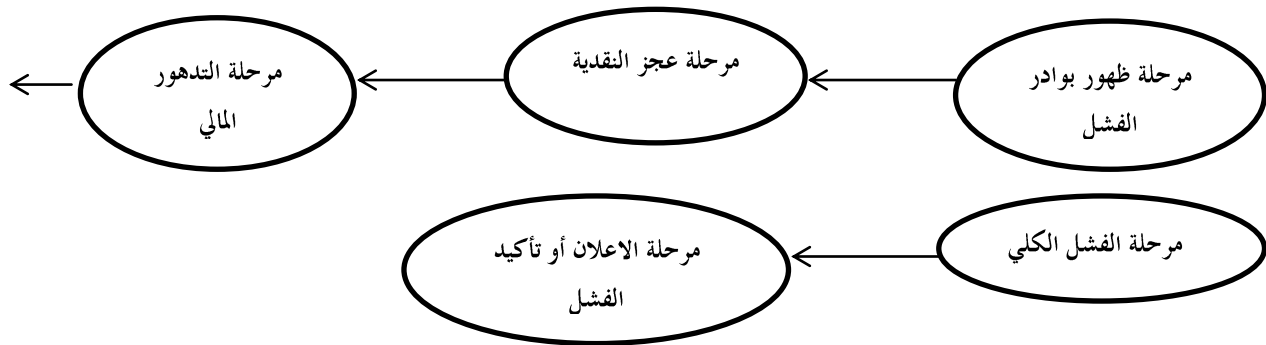 مرحلة ظهور بوادر
الفشل
مرحلة عجز النقدية
مرحلة التدهور
المالي
مرحلة الفشل الكلي
مرحلة الاعلان أو تأكيد
الفشل